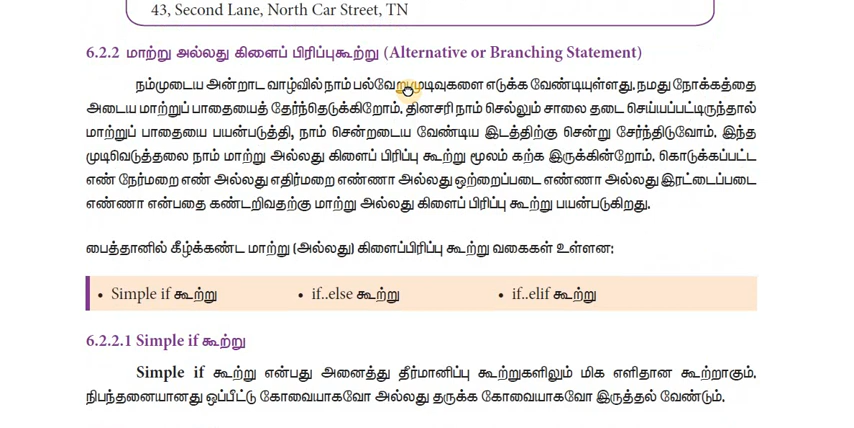 43, Second Lane, North Car Street, TN
6.2.2 மாற்று அல்லது கிளைப் பிரிப்புகூற்று (Alternative or Branching Statement)
நம்முடைய அன்றாட வாழ்வில் நாம் பல்வேறு முடிவுகளை எடுக்க வேண்டியுள்ளது. நமது நோக்கத்தை
அடைய மாற்றுப் பாதையைத் தேர்ந்தெடுக்கிறோம். தினசரி நாம் செல்லும் சாலை தடை செய்யப்பட்டிருந்தால்
மாற்றுப் பாதையை பயன்படுத்தி, நாம் சென்றடைய வேண்டிய இடத்திற்கு சென்று சேர்ந்திடுவோம். இந்த
முடிவெடுத்தலை நாம் மாற்று அல்லது கிளைப் பிரிப்பு கூற்று மூலம் கற்க இருக்கின்றோம். கொடுக்கப்பட்ட
எண் நேர்மறை எண் அல்லது எதிர்மறை எண்ணா அல்லது ஒற்றைப்படை எண்ணா அல்லது இரட்டைப்படை
எண்ணா என்பதை கண்டறிவதற்கு மாற்று அல்லது கிளைப் பிரிப்பு கூற்று பயன்படுகிறது.
பைத்தானில் கீழ்க்கண்ட மாற்று (அல்லது) கிளைப்பிரிப்பு கூற்று வகைகள் உள்ளன:
• Simple if கூற்று • if..else கூற்று • if..elif கூற்று
6.2.2.1 Simple if கூற்று
Simple if கூற்று என்பது அனைத்து தீர்மானிப்பு கூற்றுகளிலும் மிக எளிதான கூற்றாகும்.
நிபந்தனையானது ஒப்பீட்டு கோவையாகவோ அல்லது தருக்க கோவையாகவோ இருத்தல் வேண்டும்.